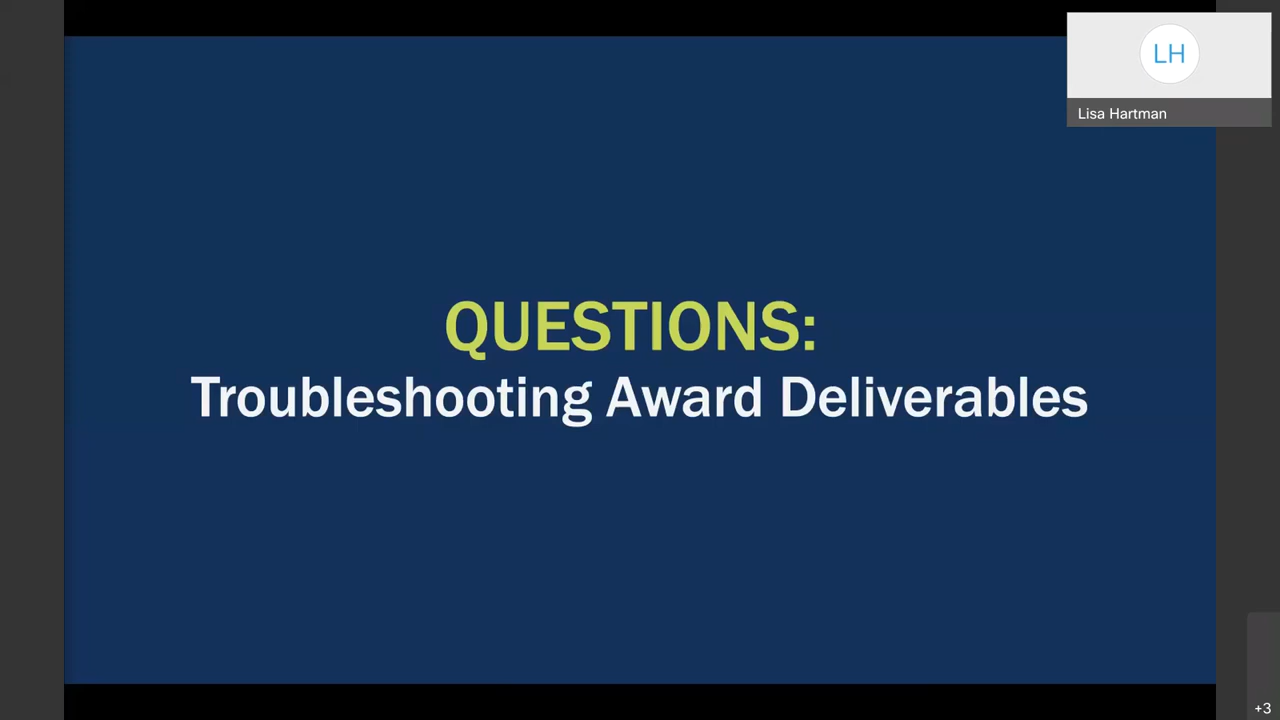 LH
Lisa Hartman
QUESTIONS:
Troubleshooting Award Deliverables
+3